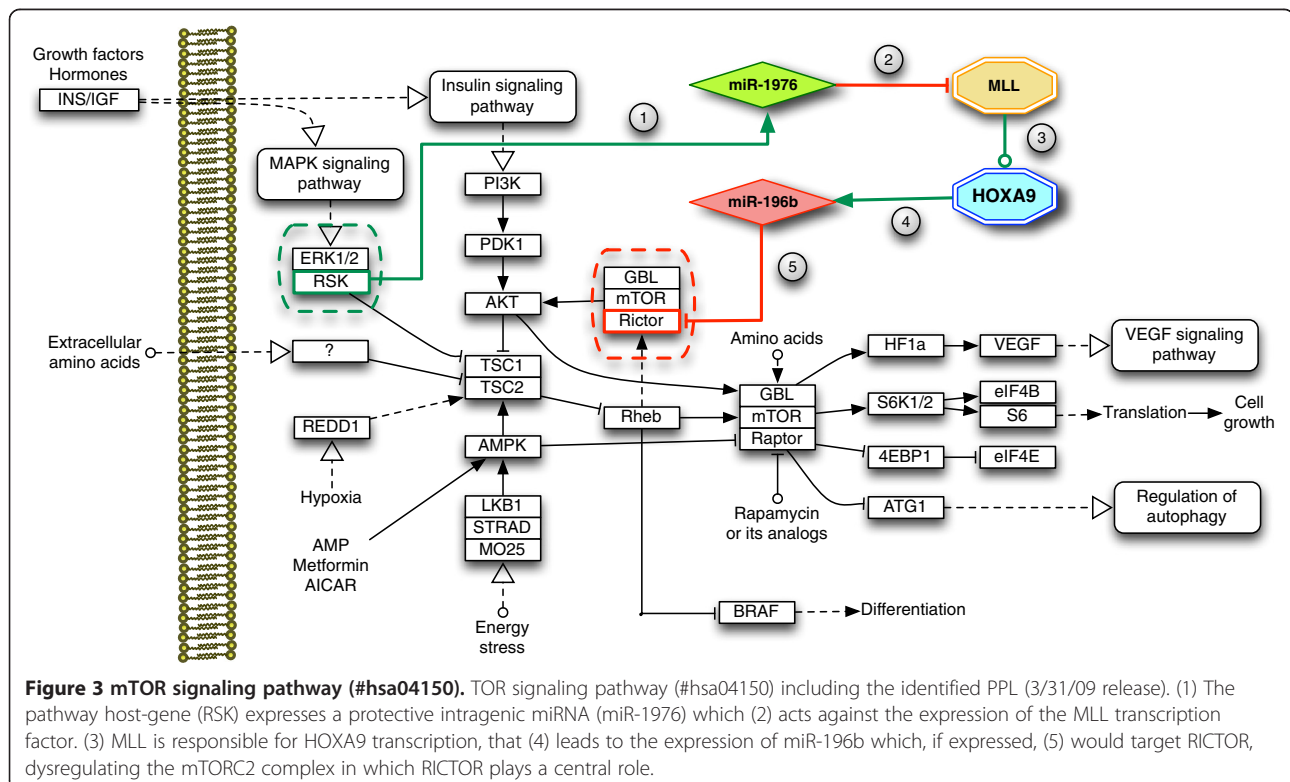 Growth factors
Hormones
INS/IGF
Insulin signaling
pathway
MAPK signaling
pathway
1
miR-1976
2
MLL
3
HOXA9
4
miR-196b
5
PI3K
PDK1
AKT
ERK1/2
RSK
GBL
mTOR
Rictor
Extracellular
amino acids
?
TSC1
TSC2
REDD1
Hypoxia
AMPK
AMP
Metformin
AICAR
LKB1
STRAD
MO25
Energy
stress
Rheb
Amino acids
GBL
mTOR
Raptor
Rapamycin
or its analogs
HF1a
VEGF
VEGF signaling
pathway
S6K1/2
eIF4B
S6
Translation
Cell
growth
4EBP1
eIF4E
ATG1
Regulation of
autophagy
BRAF
Differentiation
Figure 3 mTOR signaling pathway (#hsa04150). TOR signaling pathway (#hsa04150) including the identified PPL (3/31/09 release). (1) The
pathway host-gene (RSK) expresses a protective intragenic miRNA (miR-1976) which (2) acts against the expression of the MLL transcription
factor. (3) MLL is responsible for HOXA9 transcription, that (4) leads to the expression of miR-196b which, if expressed, (5) would target RICTOR,
dysregulating the mTORC2 complex in which RICTOR plays a central role.